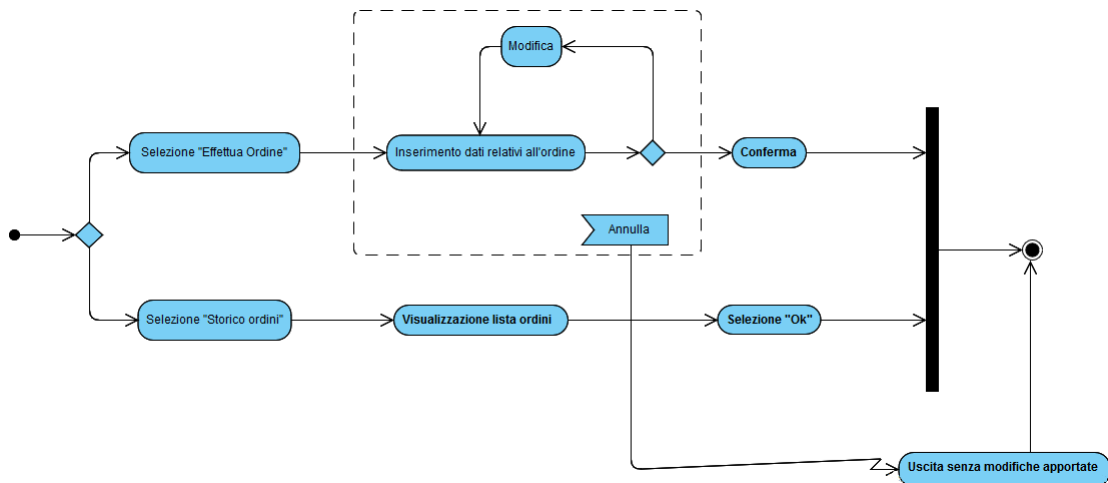 Modifica
Selezione "Effettua Ordine"
Inserimento dati relativi all'ordine
Conferma
Annulla
Selezione "Storico ordini"
Visualizzazione lista ordini
Selezione "Ok"
Uscita senza modifiche apportate